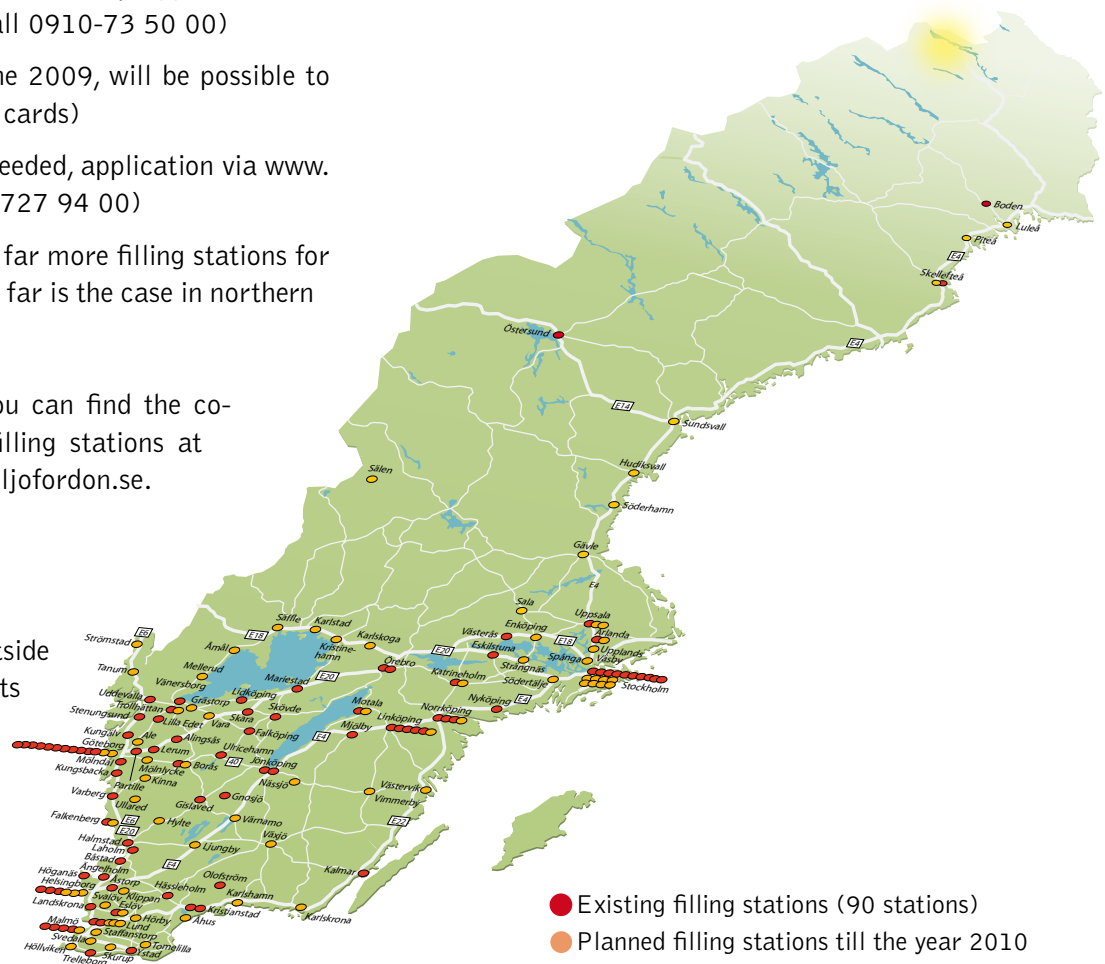 all 0910-73 50 00)
ne 2009, will be possible to
cards)
eeded, application via www.
727 94 00)
far more filling stations for
far is the case in northern
ou can find the co-
illing stations at
ljofordon.se.
tside
ts
Boden
Luleå
Piteå
E4
Skellefteå
Östersund
E4
E14
Sundsvall
Hudiksvall
Sälen
Söderhamn
Gävle
E4
Sala
Uppsala
Säffle
Karlstad
Enköping
E6
Strömstad
E18
Karlskoga
Västerås
E18
Arlanda
Åmål
Kristine-
hamn
E20
Eskilstuna
Upplands
Väsby
Spånga
Tanum
Mellerud
Örebro
Katrineholm
Strängnäs
Södertälje
Stockholm
Vänersborg
Mariestad
E20
Uddevalla
Lidköping
Nyköping
E4
Trollhättan
Grästorp
Motala
Norrköping
Stenungsund
Lilla Edet
Vara
Skara
Skövde
Linköping
Kungälv
Ale
Alingsås
Falköping
Mjölby
E4
Göteborg
Lerum
Ulricehamn
Mölndal
Borås
40
Jönköping
Kungsbacka
Mölnlycke
Kinna
Nässjö
Västervik
Partille
Vimmerby
Varberg
Ullared
Gislaved
Gnosjö
Falkenberg
E6
E20
Hylte
Värnamo
E22
Halmstad
Växjö
Laholm
Ljungby
Båstad
E4
Ängelholm
Kalmar
Höganäs
Åstorp
Olofström
Helsingborg
Hässleholm
Klippan
Karlshamn
Svalöv
Landskrona
Eslöv
Kristianstad
Karlskrona
Hörby
Åhus
Malmö
Lund
Staffanstorp
Svedala
Tomelilla
Höllviken
Ystad
Skurup
Trelleborg
Existing filling stations (90 stations)
Planned filling stations till the year 2010